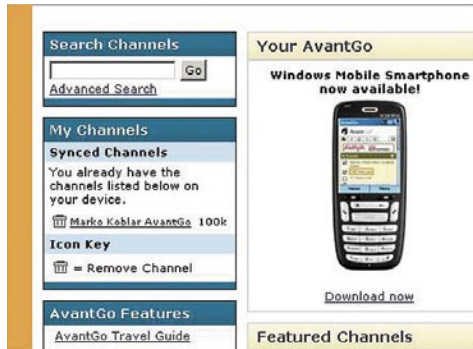 Search Channels
Go
Advanced Search
My Channels
Synced Channels
You already have the
channels listed below on
your device.
Marko Koblar AvantGo 100k
Icon Key
= Remove Channel
AvantGo Features
AvantGo Travel Guide
Your AvantGo
Windows Mobile Smartphone
now available!
Download now
Featured Channels